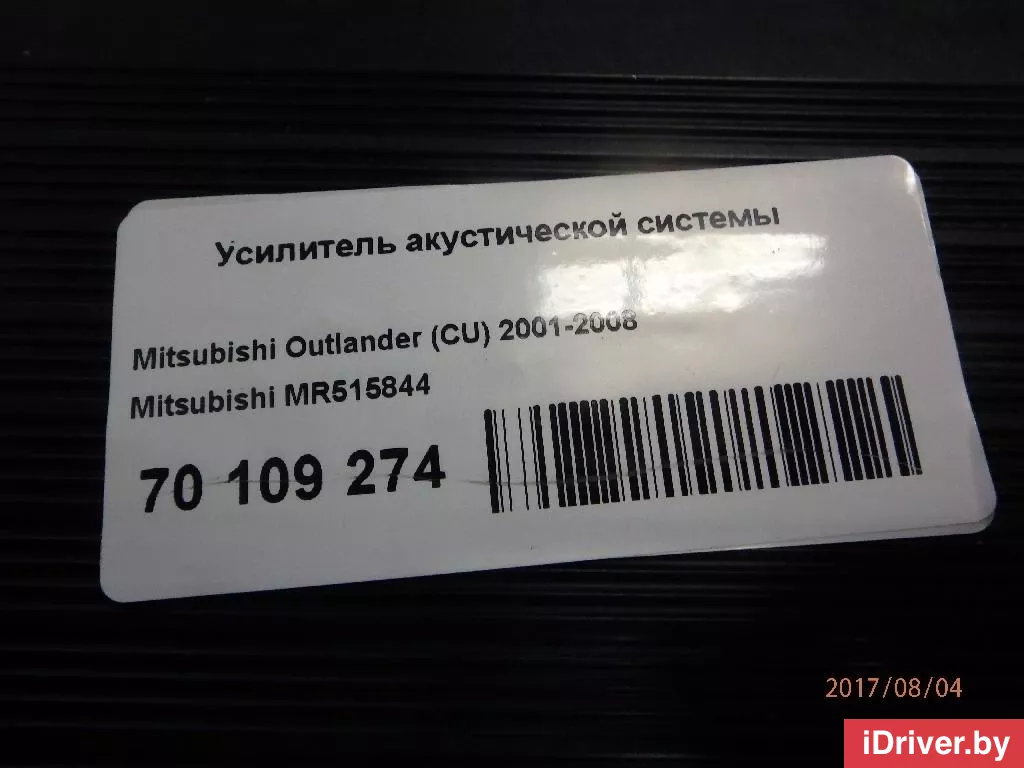 Усилитель акустической системы
Mitsubishi Outlander (CU) 2001-2008
Mitsubishi MR515844
70 109 274
2017/08/04
iDriver.by